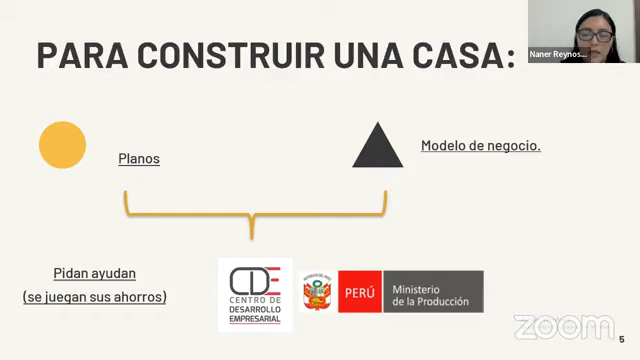 PARA CONSTRUIR UNA CASA:
Naner Reynos...
Planos
Modelo de negocio.
Pidan ayudan
(se juegan sus ahorros)
CDE
CENTRO DE
DESARROLLO
EMPRESARIAL
PERÚ
Ministerio
de la Producción
zoom
5